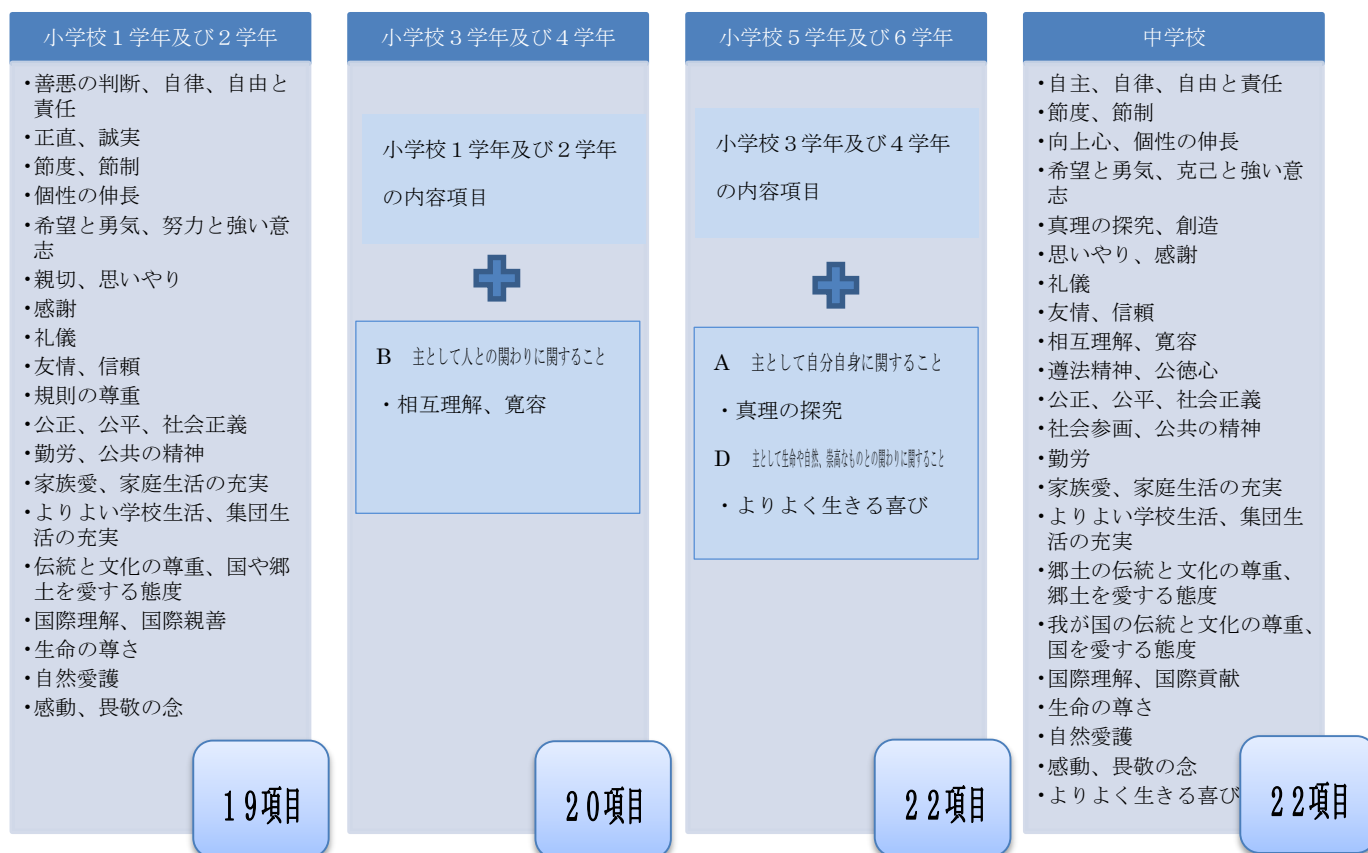 小学校１学年及び２学年
・善悪の判断、自律、自由と
責任
・正直、誠実
・節度、節制
・個性の伸長
・希望と勇気、努力と強い意
志
・親切、思いやり
・感謝
・礼儀
・友情、信頼
・規則の尊重
・公正、公平、社会正義
・勤労、公共の精神
・家族愛、家庭生活の充実
・よりよい学校生活、集団生
活の充実
・伝統と文化の尊重、国や郷
土を愛する態度
・国際理解、国際親善
・生命の尊さ
・自然愛護
・感動、畏敬の念
19項目
小学校３学年及び４学年
小学校１学年及び２学年
の内容項目
B　主として人との関わりに関すること
・相互理解、寛容
20項目
小学校５学年及び６学年
小学校３学年及び４学年
の内容項目
A　主として自分自身に関すること
・真理の探究
D　主として生命や自然、崇高なものとの関わりに関すること
・よりよく生きる喜び
22項目
中学校
・自主、自律、自由と責任
・節度、節制
・向上心、個性の伸長
・希望と勇気、克己と強い意
志
・真理の探究、創造
・思いやり、感謝
・礼儀
・友情、信頼
・相互理解、寛容
・遵法精神、公徳心
・公正、公平、社会正義
・社会参画、公共の精神
・勤労
・家族愛、家庭生活の充実
・よりよい学校生活、集団生
活の充実
・郷土の伝統と文化の尊重、
郷土を愛する態度
・我が国の伝統と文化の尊重、
国を愛する態度
・国際理解、国際貢献
・生命の尊さ
・自然愛護
・感動、畏敬の念
・よりよく生きる喜び
22項目